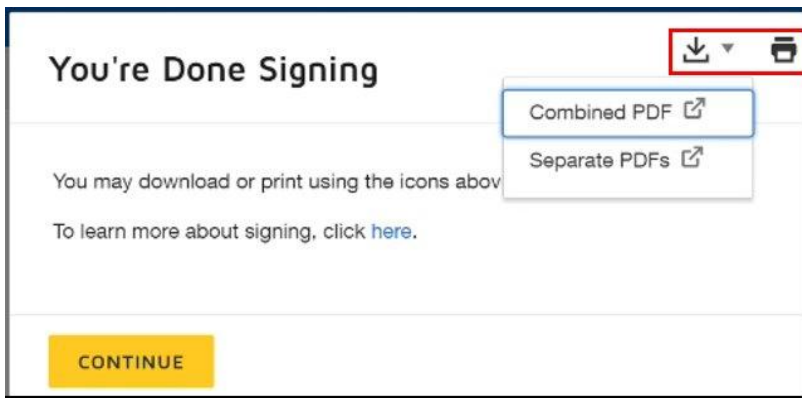 You're Done Signing
Combined PDF
Separate PDFs
You may download or print using the icons abov
To learn more about signing, click here.
CONTINUE